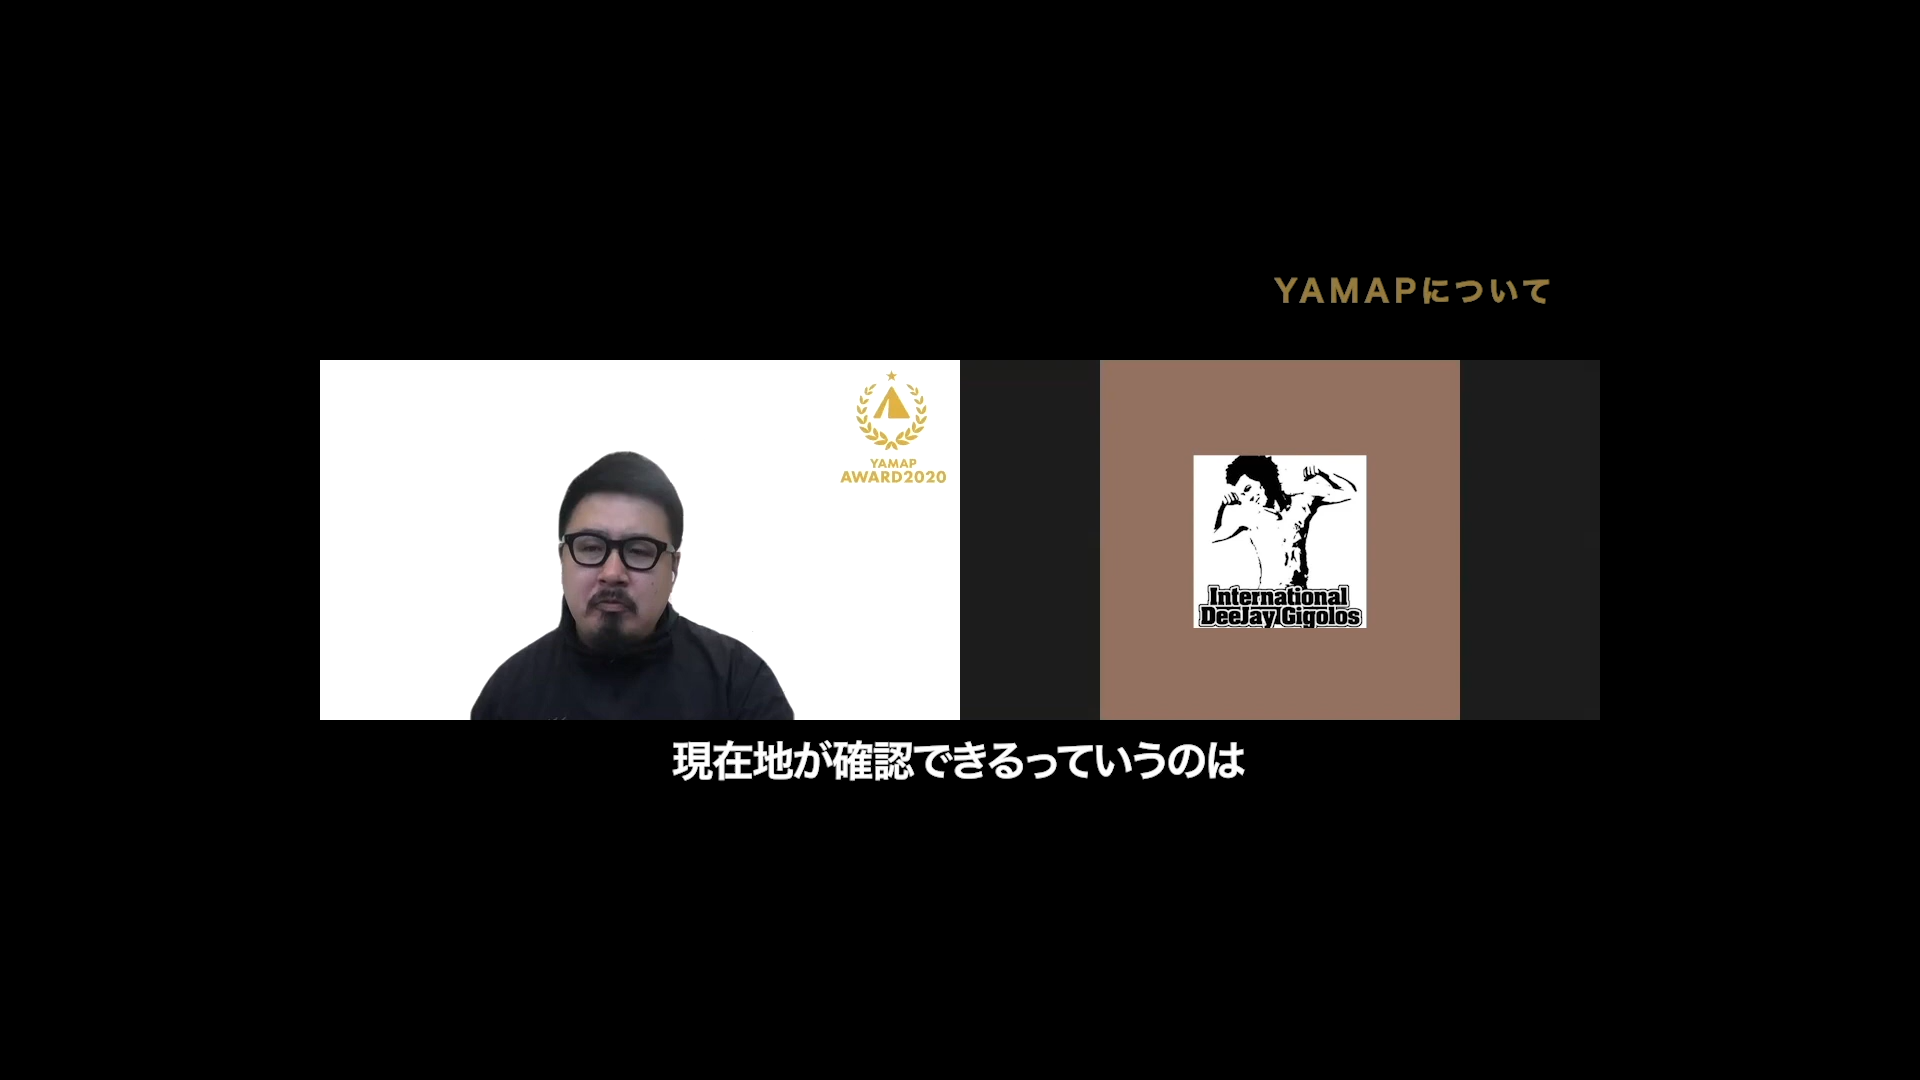 YAMAPについて
YAMAP
AWARD2020
International
DeeJay Gigolos
現在地が確認できるっていうのは